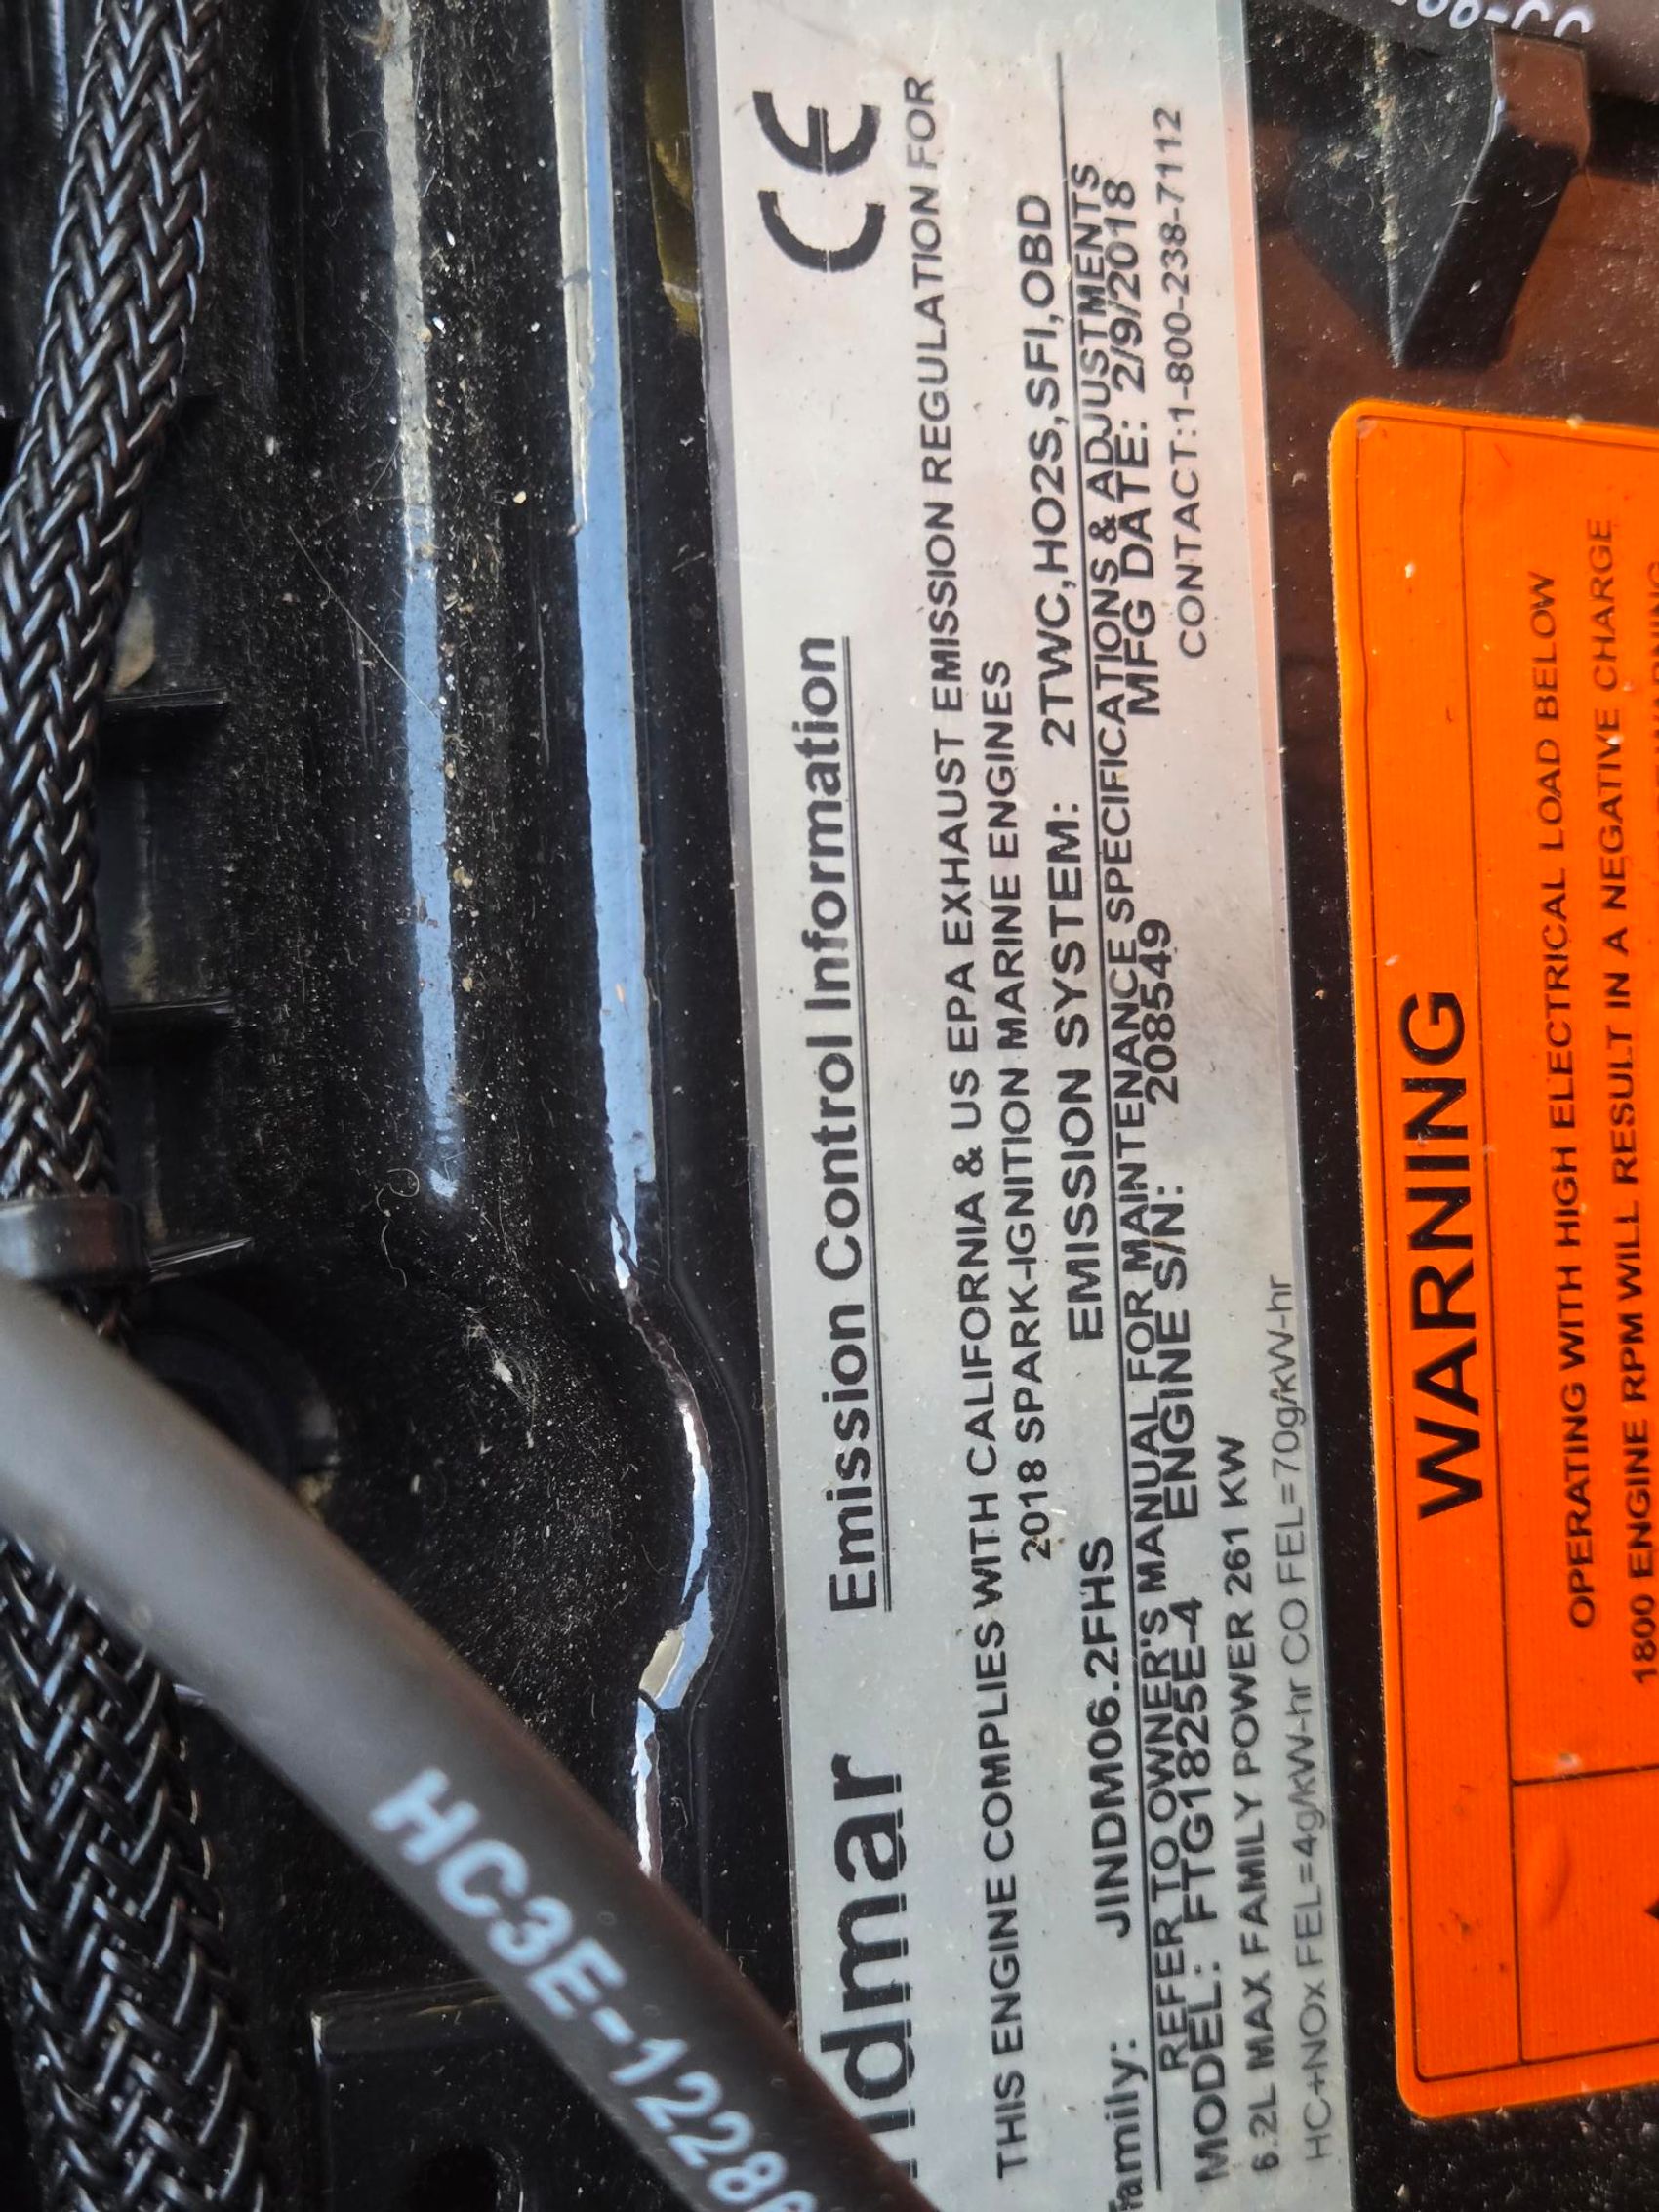 Emission Control Information
CE
THIS ENGINE COMPLIES WITH CALIFORNIA & US EPA EXHAUST EMISSION REGULATION FOR
2018 SPARK-IGNITION MARINE ENGINES
Family: JINDM06.2FHS EMISSION SYSTEM: 2TWC,HO2S,SFI,OBD
REFER TO OWNER'S MANUAL FOR MAINTENANCE SPECIFICATIONS & ADJUSTMENTS
MODEL: FTG1825E-4 ENGINE S/N: 2085549 MFG DATE: 2/9/2018
6.2L MAX FAMILY POWER 261 KW CONTACT:1-800-238-7112
HC+NOx FEL=4g/kW-hr CO FEL=70g/kW-hr
WARNING
OPERATING WITH HIGH ELECTRICAL LOAD BELOW
1800 ENGINE RPM WILL RESULT IN A NEGATIVE CHARGE
HC3E-1228